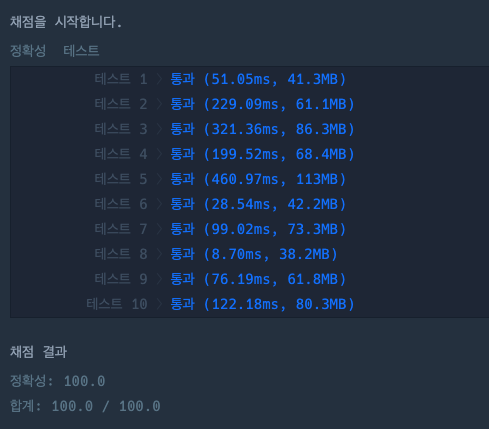 채점을 시작합니다.
정확성 테스트
테스트 1 > 통과 (51.05ms, 41.3MB)
테스트 2 > 통과 (229.09ms, 61.1MB)
테스트 3 > 통과 (321.36ms, 86.3MB)
테스트 4 > 통과 (199.52ms, 68.4MB)
테스트 5 > 통과 (460.97ms, 113MB)
테스트 6 > 통과 (28.54ms, 42.2MB)
테스트 7 > 통과 (99.02ms, 73.3MB)
테스트 8 > 통과 (8.70ms, 38.2MB)
테스트 9 > 통과 (76.19ms, 61.8MB)
테스트 10 > 통과 (122.18ms, 80.3MB)
채점 결과
정확성: 100.0
합계: 100.0 / 100.0